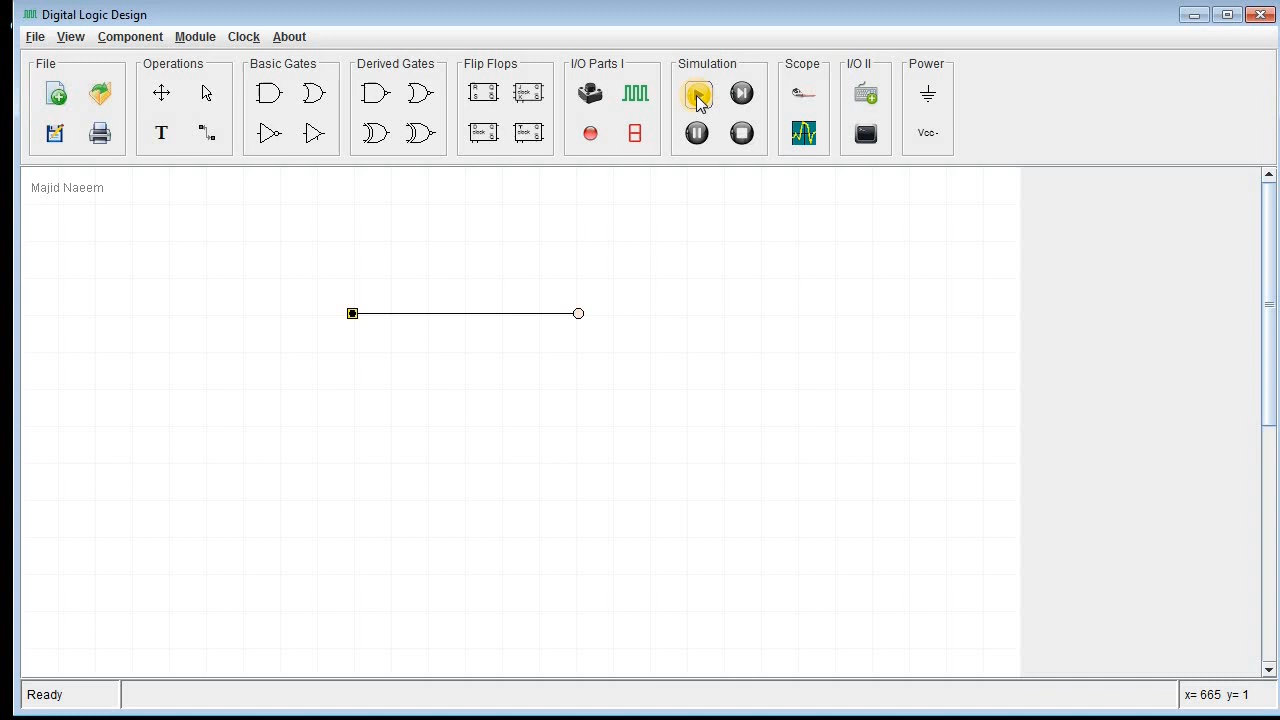 Digital Logic Design
File View Component Module Clock About
File Operations Basic Gates Derived Gates Flip Flops I/O Parts I Simulation Scope I/O II Power
T
Vcc-
Majid Naeem
Ready
x= 665 y= 1